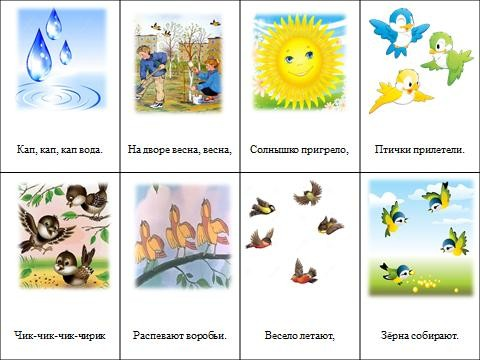 Кап, кап, кап вода.
На дворе весна, весна,
Солнышко пригрело,
Птички прилетели.
Чик-чик-чик-чирик
Распевают воробьи.
Весело летают,
Зёрна собирают.